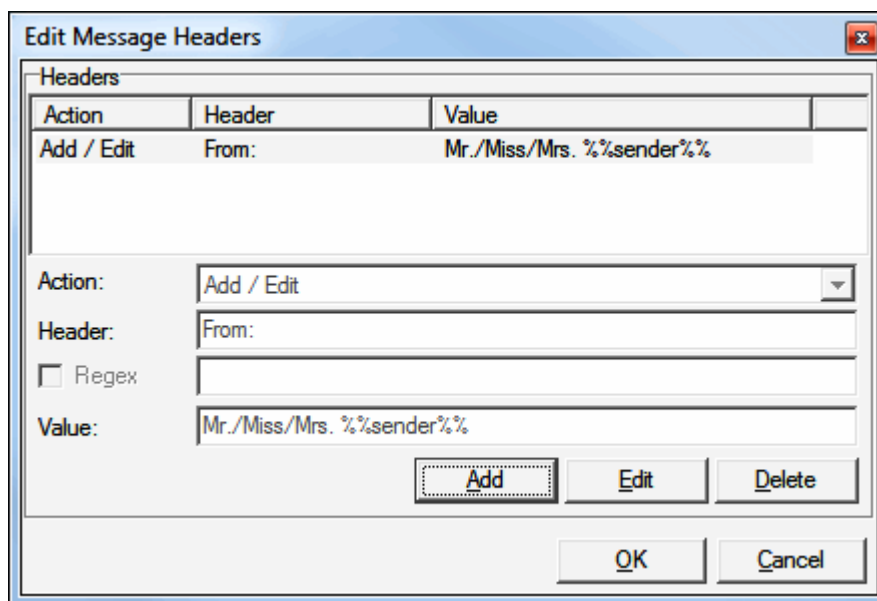 Edit Message Headers
Headers
Action Header Value
Add / Edit From: Mr./Miss/Mrs. %%sender%%
Action: Add / Edit
Header: From:
Regex
Value: Mr./Miss/Mrs. %%sender%%
Add Edit Delete
OK Cancel